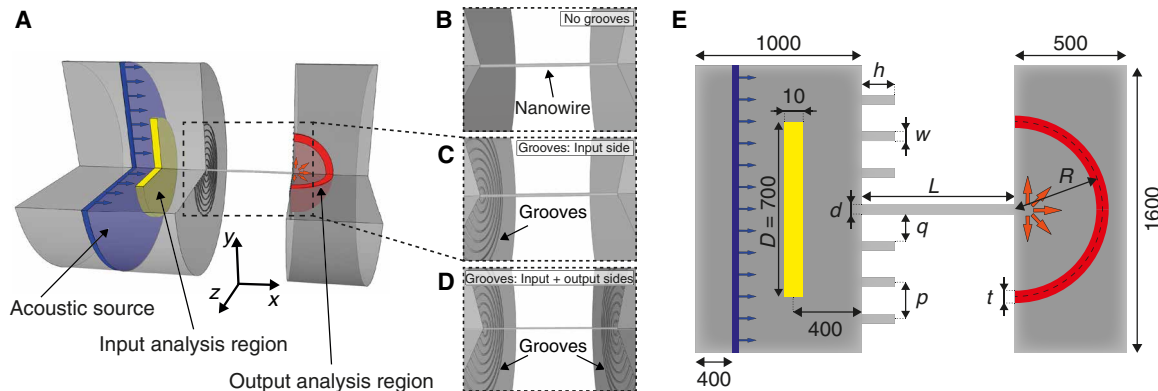 A
y
x
z
Acoustic source
Input analysis region
Output analysis region
B
No grooves
Nanowire
C
Grooves: Input side
Grooves
D
Grooves: Input + output sides
Grooves
Grooves
E
1000
500
h
10
w
D = 700
L
R
d
q
1600
p
t
400
400